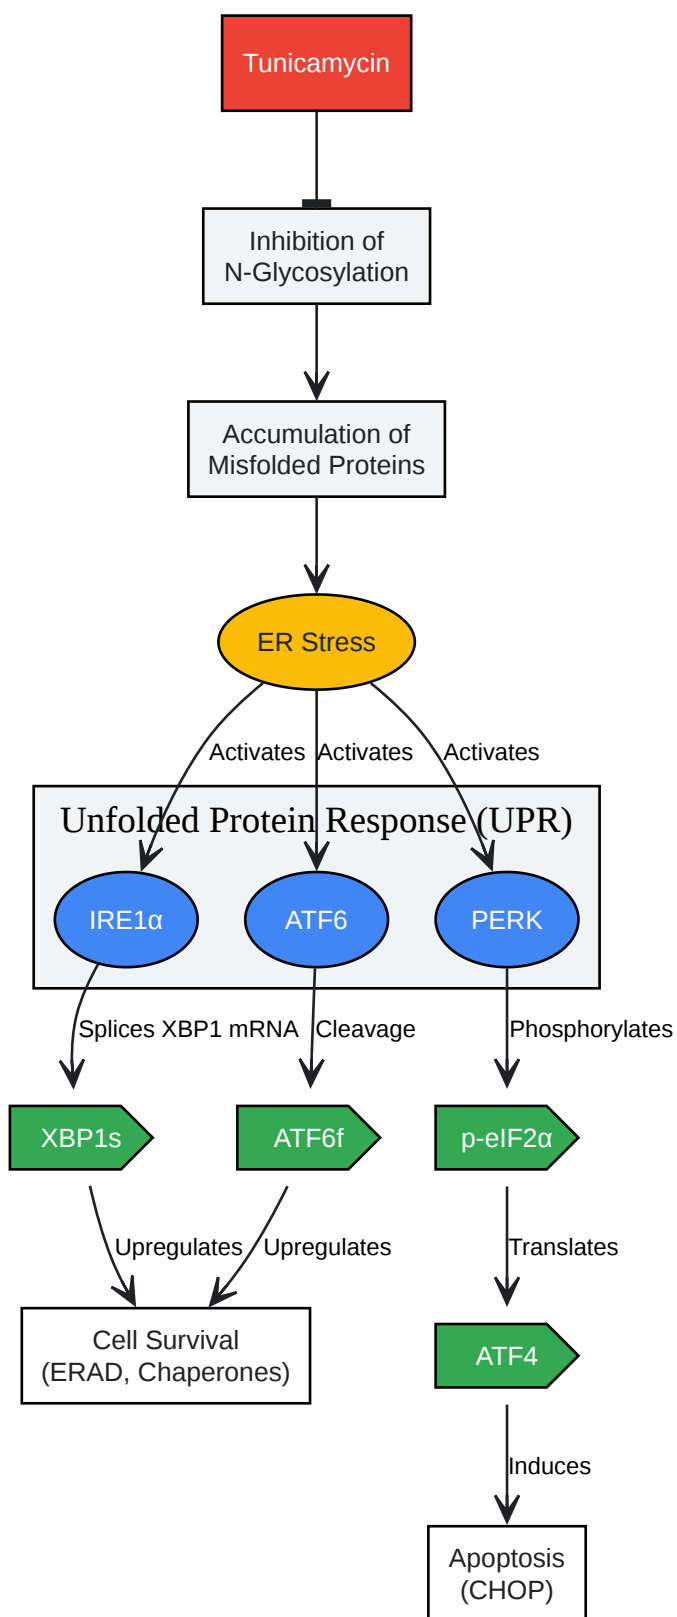 Tunicamycin
Inhibition of
N-Glycosylation
Accumulation of
Misfolded Proteins
ER Stress
Activates
Activates
Activates
Unfolded Protein Response (UPR)
IRE1α
ATF6
PERK
Splices XBP1 mRNA
Cleavage
Phosphorylates
XBP1s
ATF6f
p-eIF2α
Upregulates
Upregulates
Translates
Cell Survival
(ERAD, Chaperones)
ATF4
Induces
Apoptosis
(CHOP)